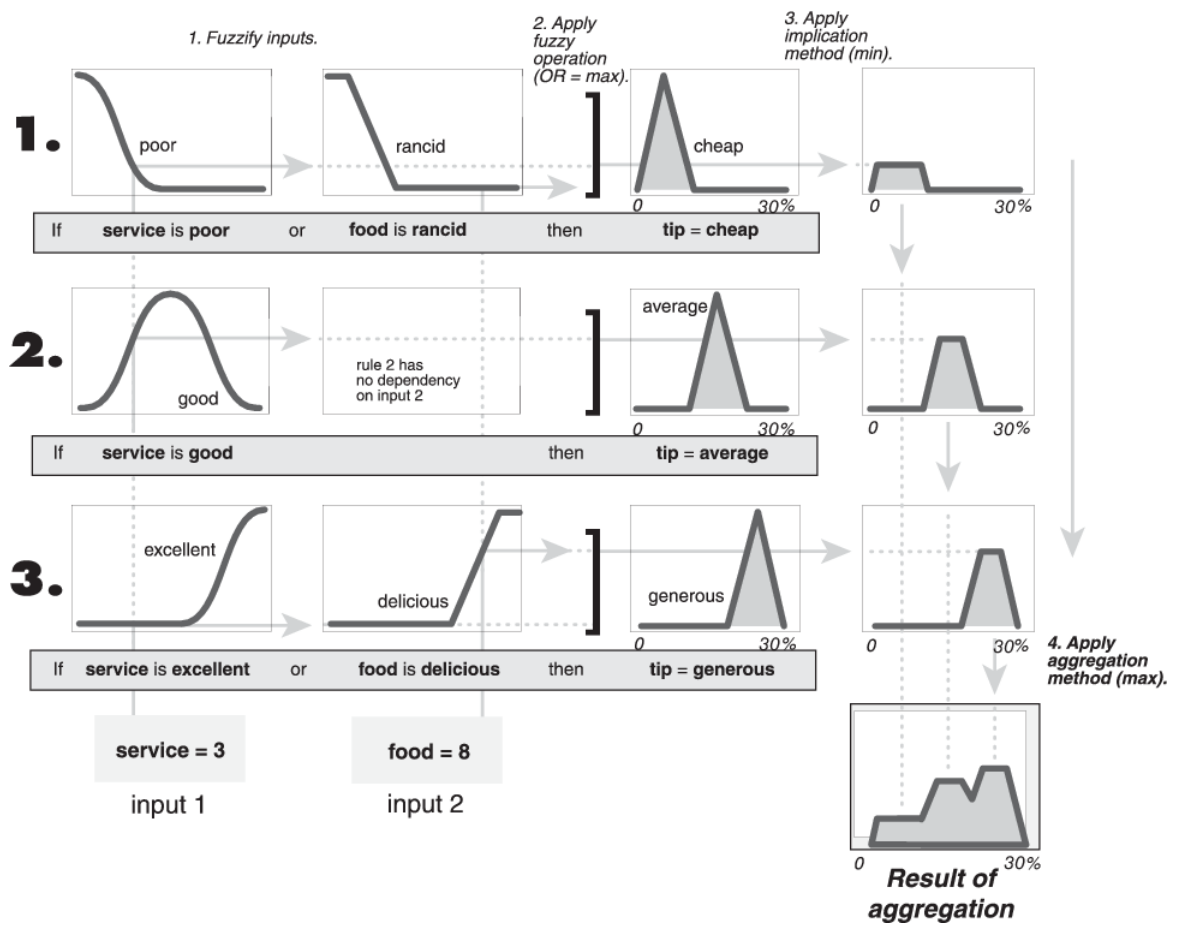 1. Fuzzify inputs.
2. Apply
fuzzy
operation
(OR = max).
3. Apply
implication
method (min).
1.
poor
rancid
cheap
0
30%
0
30%
If service is poor or food is rancid then tip = cheap
2.
good
rule 2 has
no dependency
on input 2
average
0
30%
0
30%
If service is good then tip = average
3.
excellent
delicious
generous
0
30%
0
30%
If service is excellent or food is delicious then tip = generous
4. Apply
aggregation
method (max).
service = 3
input 1
food = 8
input 2
0
30%
Result of
aggregation